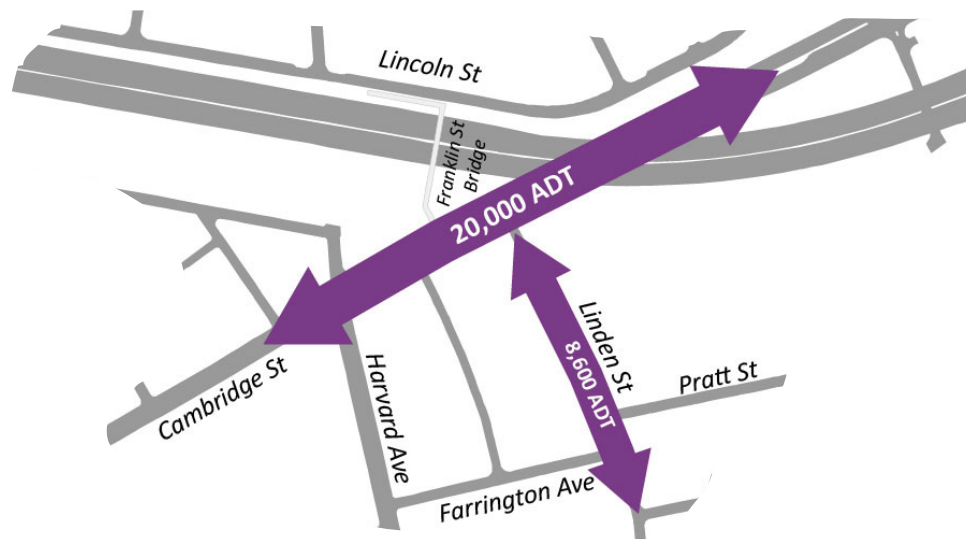 Lincoln St
Franklin St
Bridge
20,000 ADT
Linden St
8,600 ADT
Pratt St
Cambridge St
Harvard Ave
Farrington Ave